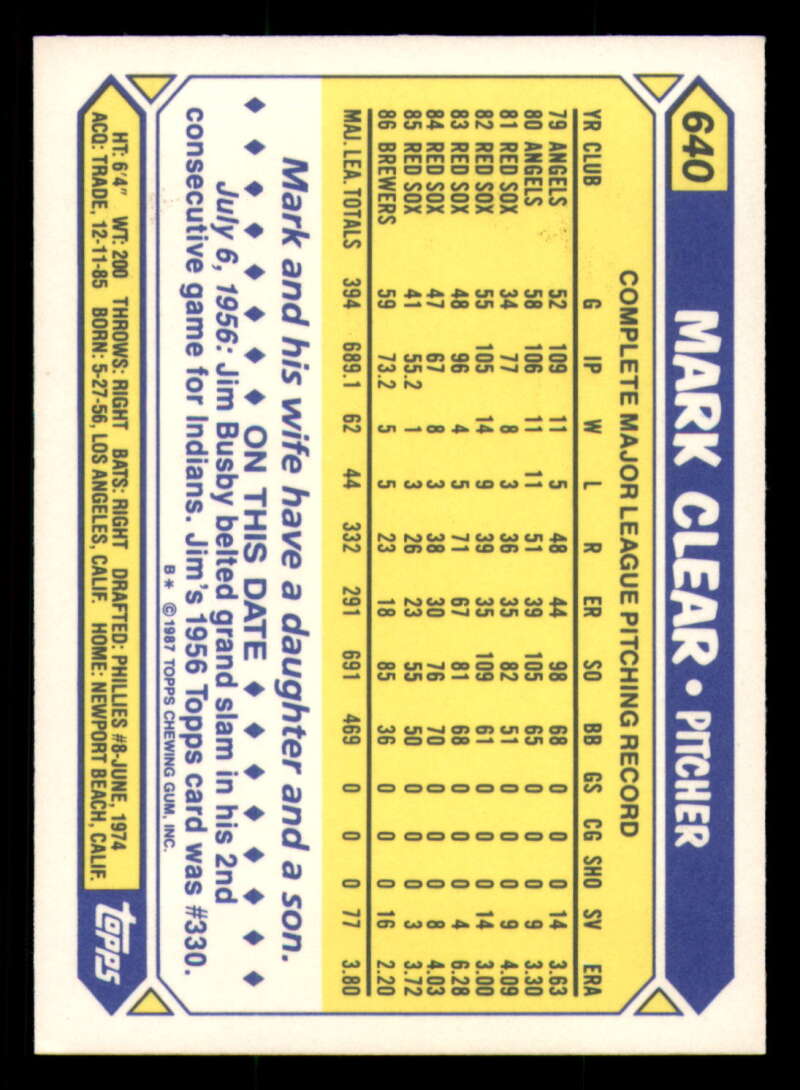 640 MARK CLEAR • PITCHER
COMPLETE MAJOR LEAGUE PITCHING RECORD
YR CLUB G IP W L R ER SO BB GS CG SHO SV ERA
79 ANGELS 52 109 11 5 48 44 98 68 0 0 0 14 3.63
80 ANGELS 58 106 11 11 51 39 105 65 0 0 0 9 3.30
81 RED SOX 34 77 8 3 36 35 82 51 0 0 0 9 4.09
82 RED SOX 55 105 14 9 39 35 109 61 0 0 0 14 3.00
83 RED SOX 48 96 4 5 71 67 81 68 0 0 0 4 6.28
84 RED SOX 47 67 8 3 38 30 76 70 0 0 0 8 4.03
85 RED SOX 41 55.2 1 3 26 23 55 50 0 0 0 3 3.72
86 BREWERS 59 73.2 5 5 23 18 85 36 0 0 0 16 2.20
MAJ. LEA. TOTALS 394 689.1 62 44 332 291 691 469 0 0 0 77 3.80
Mark and his wife have a daughter and a son.
♦ ♦ ♦ ♦ ♦ ♦ ♦ ON THIS DATE ♦ ♦ ♦ ♦ ♦ ♦ ♦
July 6, 1956: Jim Busby belted grand slam in his 2nd
consecutive game for Indians. Jim's 1956 Topps card was #330.
B* ©1987 TOPPS CHEWING GUM, INC.
HT: 6'4" WT: 200 THROWS: RIGHT BATS: RIGHT DRAFTED: PHILLIES #8-JUNE, 1974
ACQ: TRADE, 12-11-85 BORN: 5-27-56, LOS ANGELES, CALIF. HOME: NEWPORT BEACH, CALIF.
topps